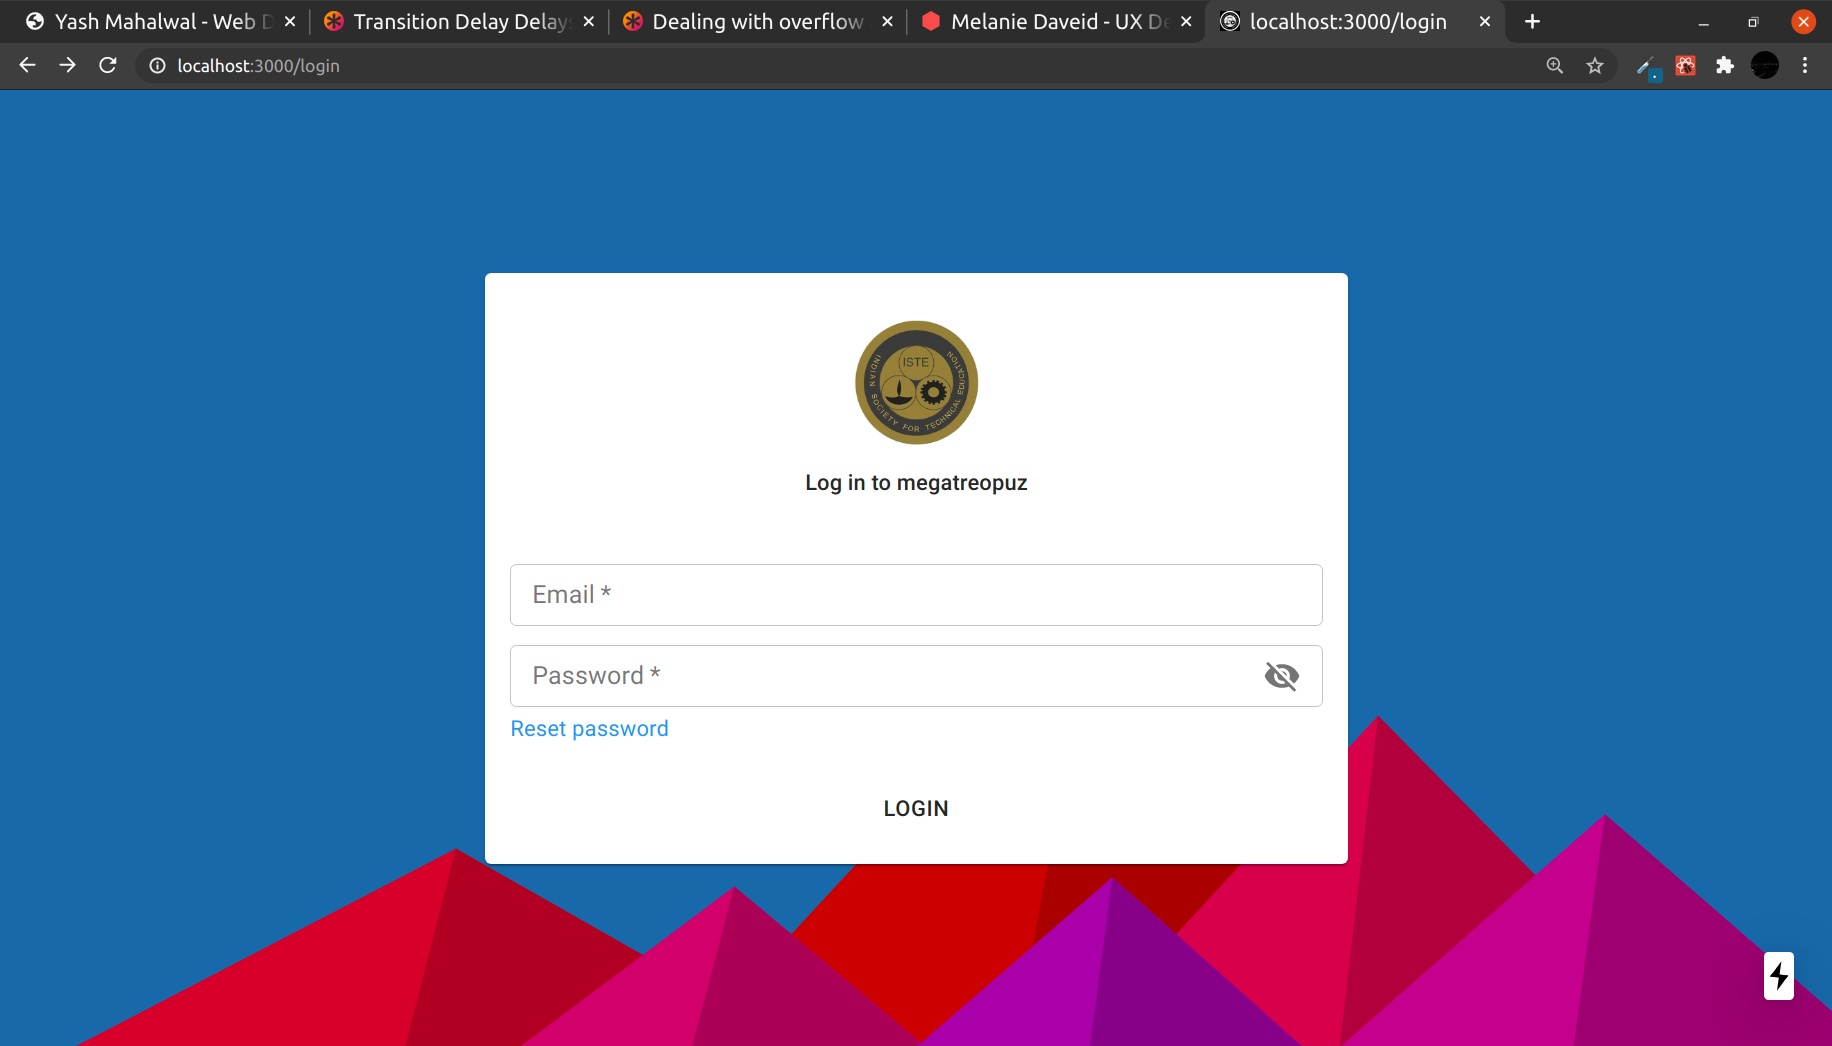 Yash Mahalwal - Web D
Transition Delay Delays
Dealing with overflow
Melanie Daveid - UX De
localhost:3000/login
localhost:3000/login
ISTE
INDIAN SOCIETY FOR TECHNICAL EDUCATION
Log in to megatreopuz
Email *
Password *
Reset password
LOGIN